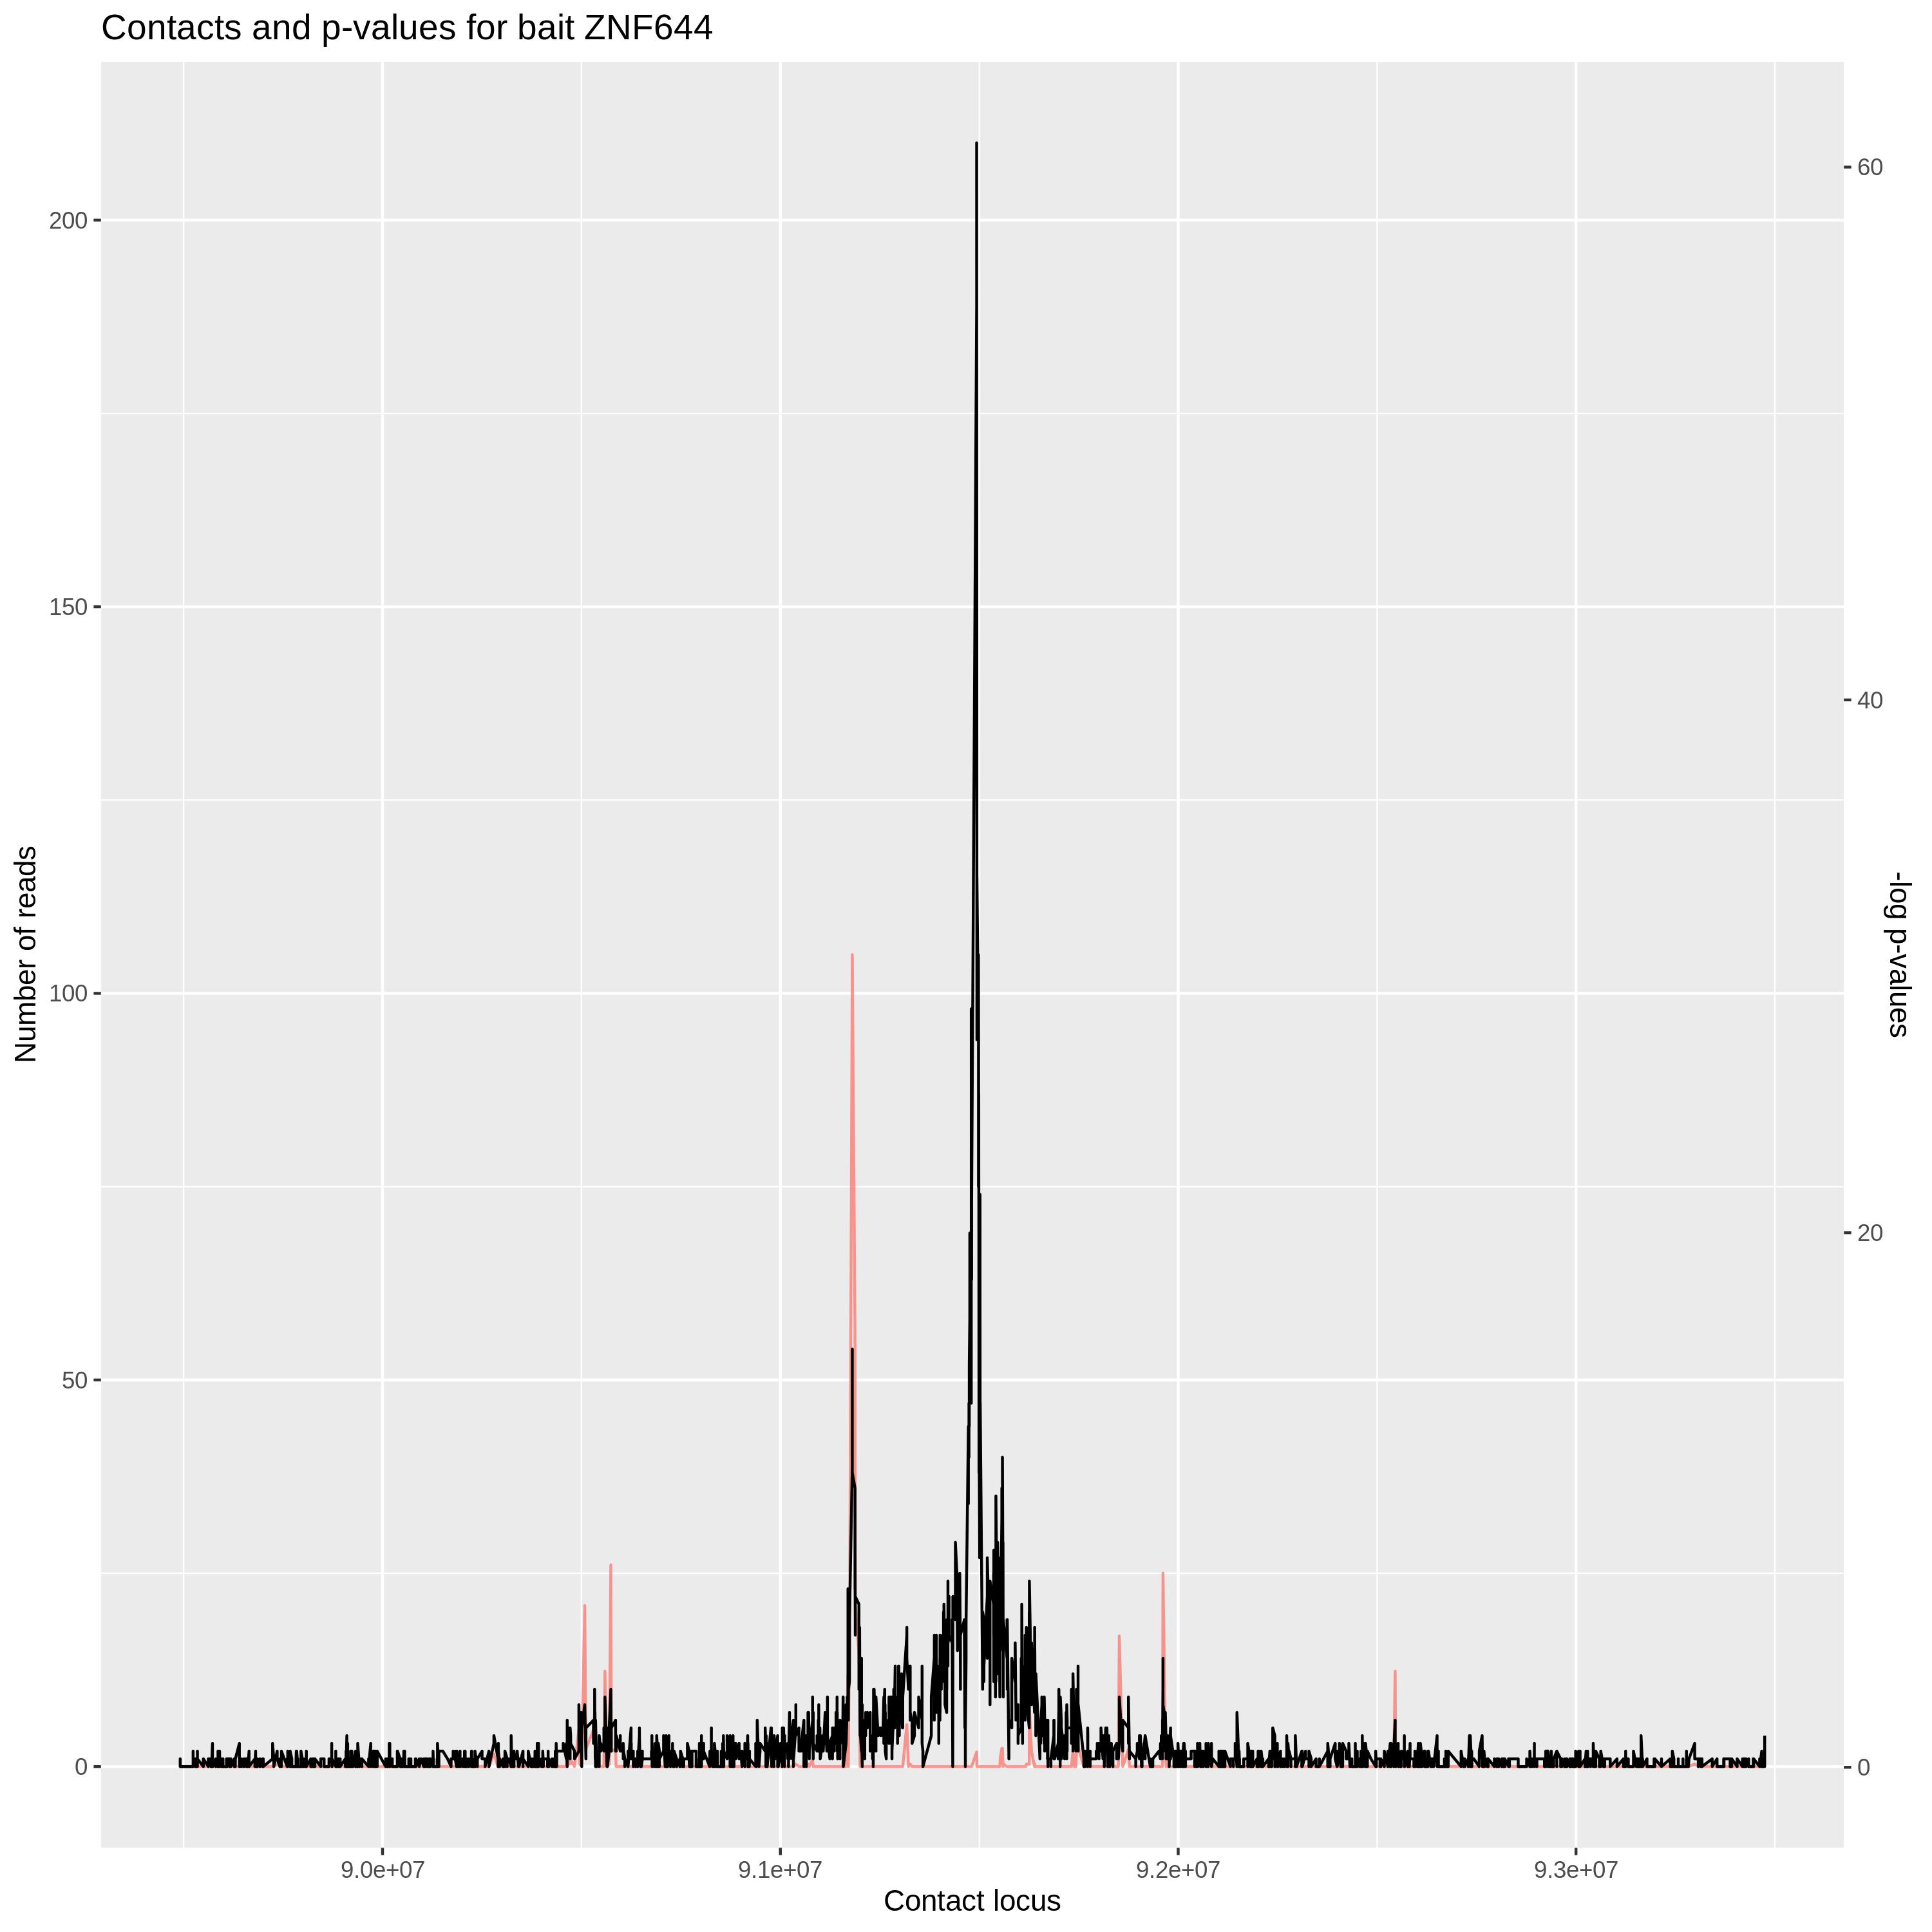 Contacts and p-values for bait ZNF644
200
150
100
50
0
60
40
20
0
Number of reads
-log p-values
9.0e+07
9.1e+07
9.2e+07
9.3e+07
Contact locus